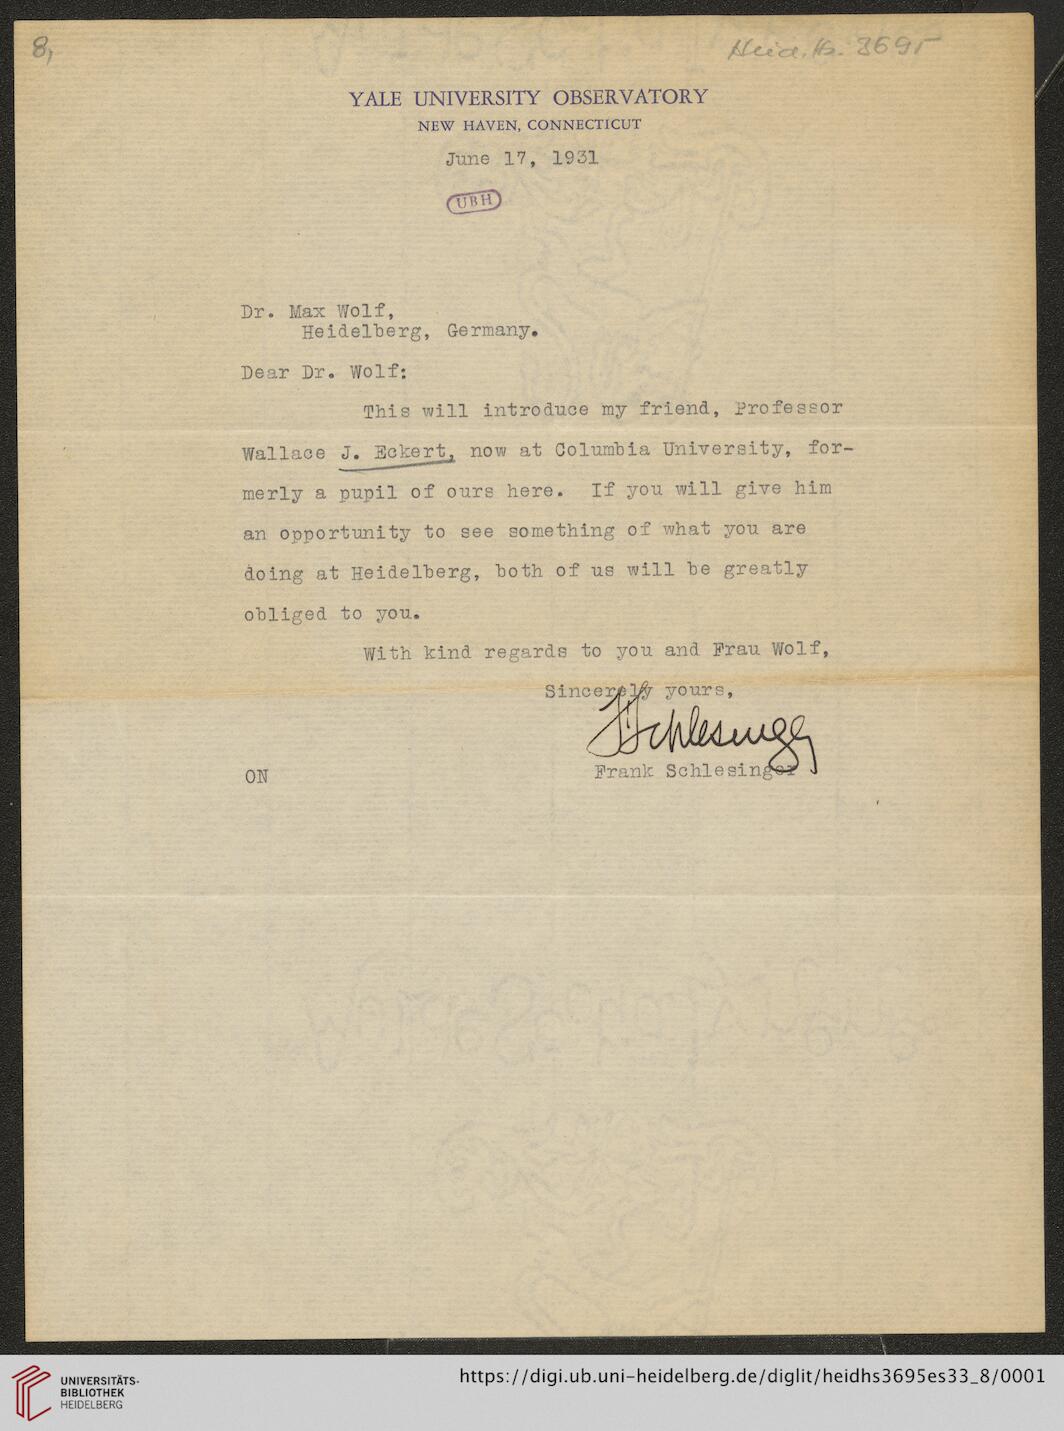 8,
Heid. Hs. 3695
YALE UNIVERSITY OBSERVATORY
NEW HAVEN, CONNECTICUT
June 17, 1931
UBH
Dr. Max Wolf,
Heidelberg, Germany.
Dear Dr. Wolf:
This will introduce my friend, Professor
Wallace J. Eckert, now at Columbia University, for-
merly a pupil of ours here. If you will give him
an opportunity to see something of what you are
doing at Heidelberg, both of us will be greatly
obliged to you.
With kind regards to you and Frau Wolf,
Sincerely yours,
F Schlesinger
Frank Schlesinger
ON
UNIVERSITÄTS-
BIBLIOTHEK
HEIDELBERG
https://digi.ub.uni-heidelberg.de/diglit/heidhs3695es33_8/0001